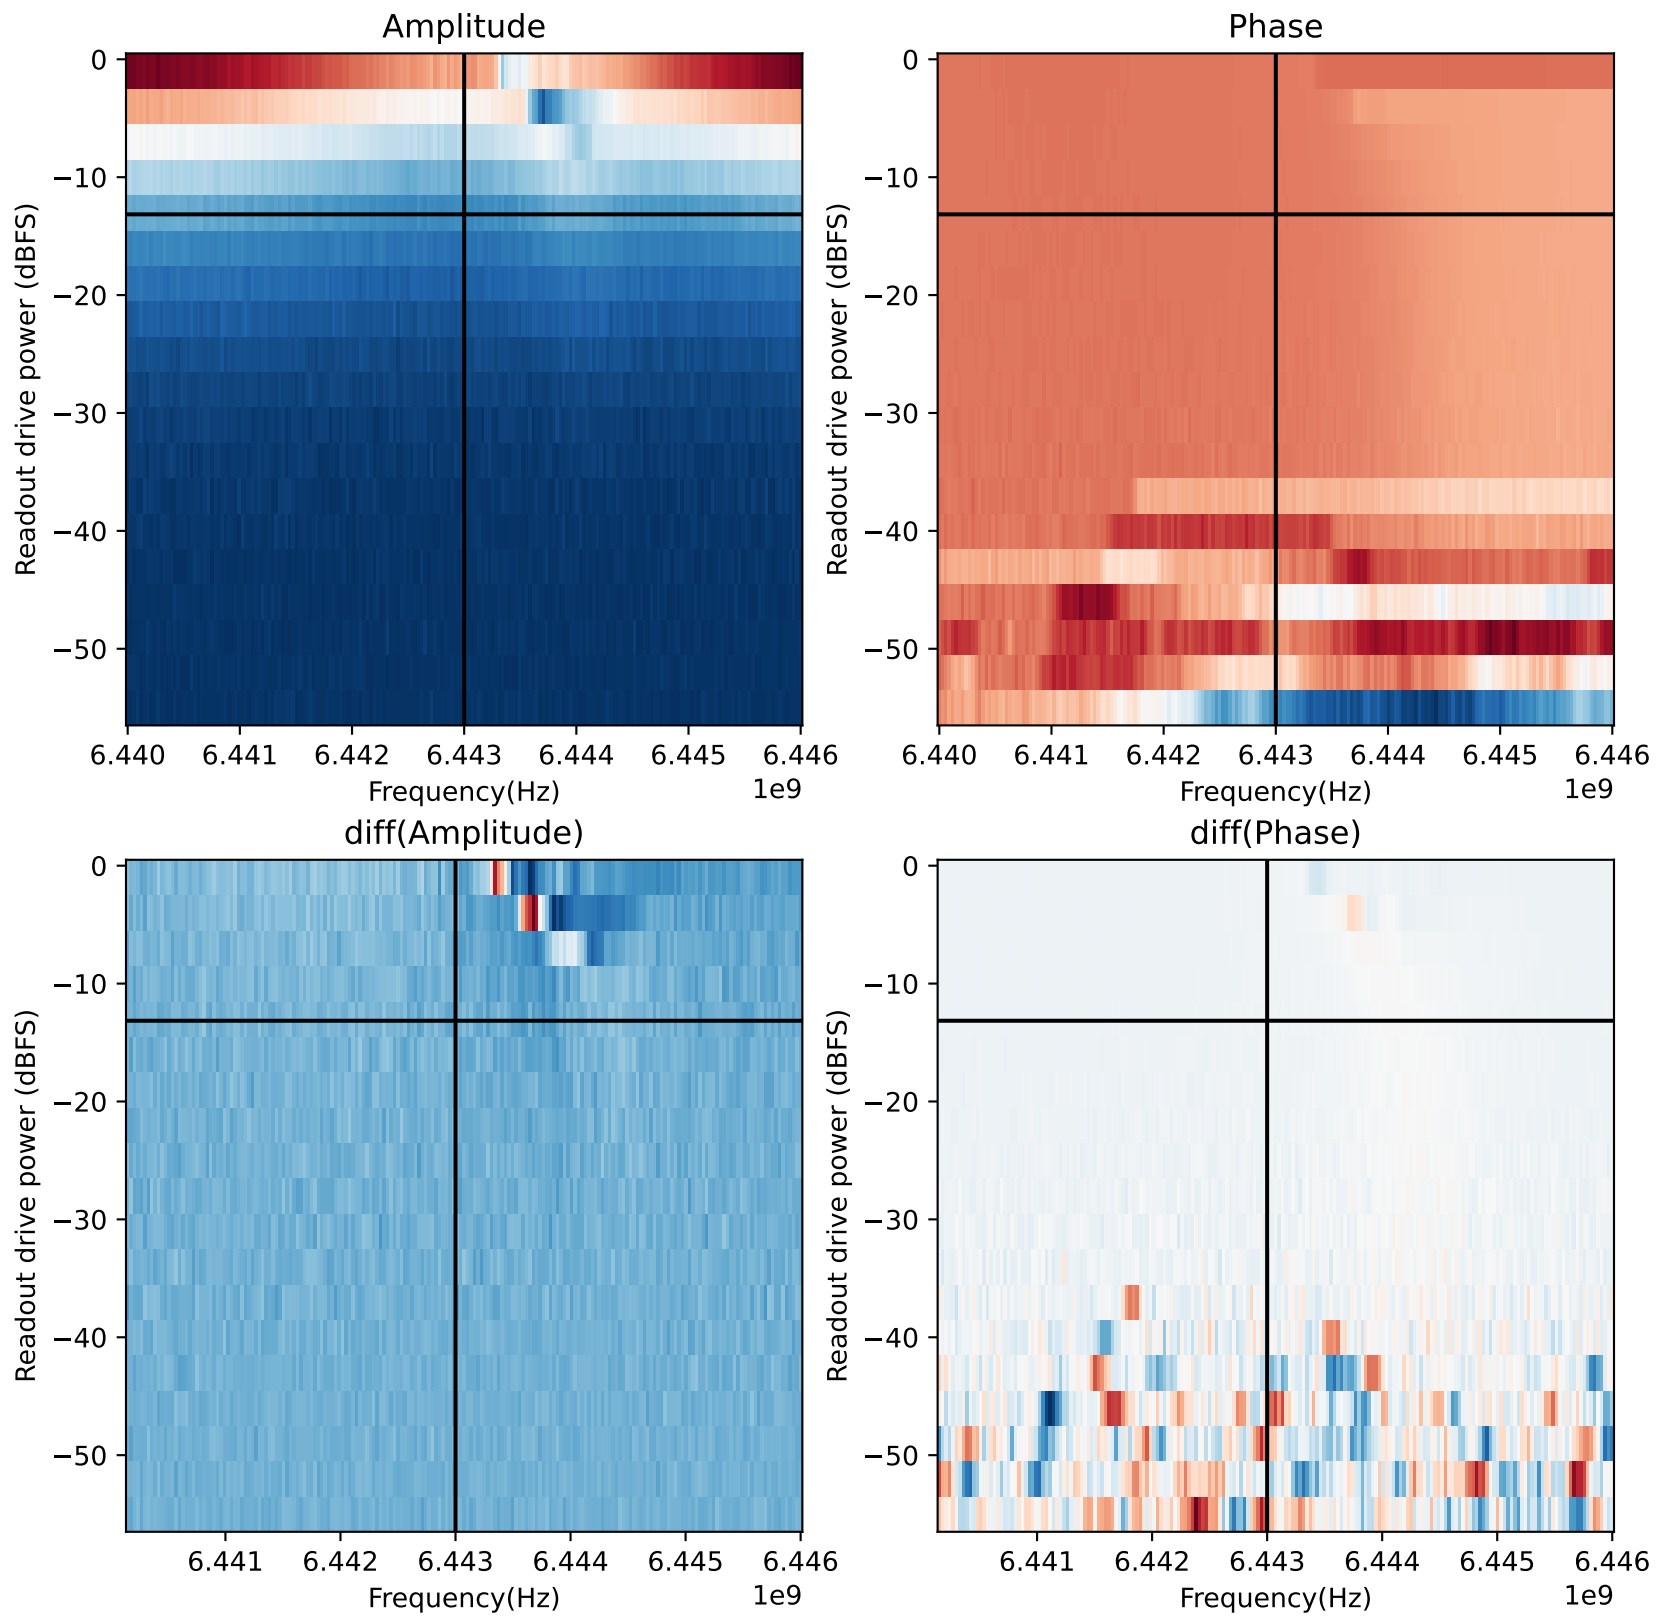 Amplitude
Phase
0
−10
−20
−30
−40
−50
Readout drive power (dBFS)
6.440 6.441 6.442 6.443 6.444 6.445 6.446
Frequency(Hz)
1e9
0
−10
−20
−30
−40
−50
Readout drive power (dBFS)
6.440 6.441 6.442 6.443 6.444 6.445 6.446
Frequency(Hz)
1e9
diff(Amplitude)
diff(Phase)
0
−10
−20
−30
−40
−50
Readout drive power (dBFS)
6.441 6.442 6.443 6.444 6.445 6.446
Frequency(Hz)
1e9
0
−10
−20
−30
−40
−50
Readout drive power (dBFS)
6.441 6.442 6.443 6.444 6.445 6.446
Frequency(Hz)
1e9